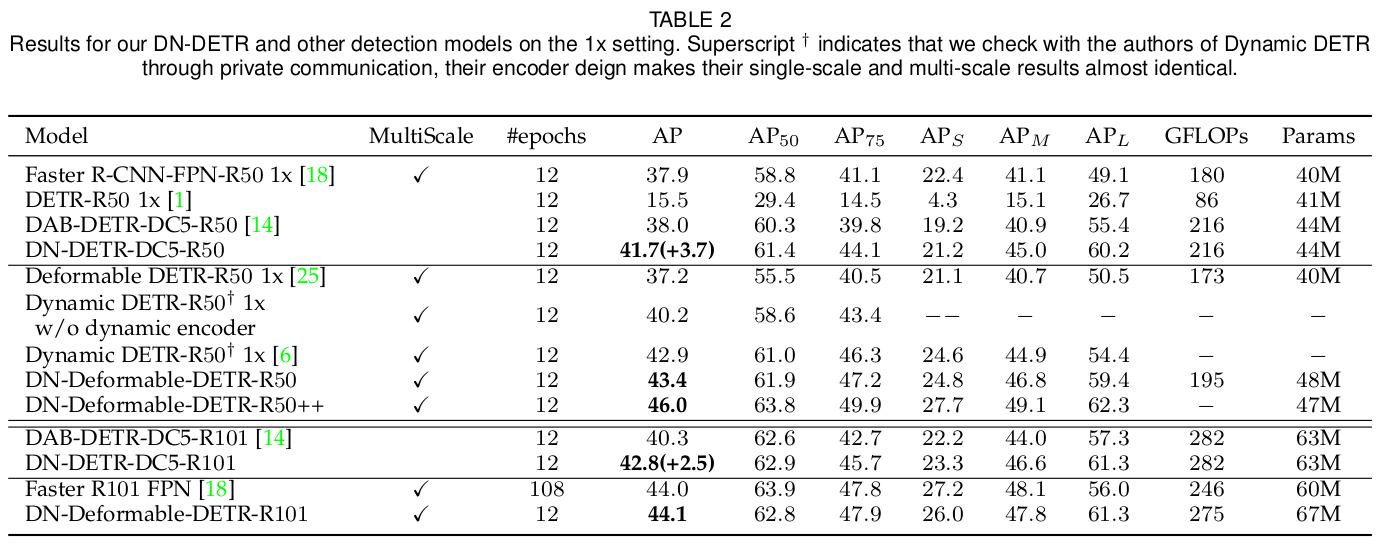 TABLE 2
Results for our DN-DETR and other detection models on the 1x setting. Superscript † indicates that we check with the authors of Dynamic DETR
through private communication, their encoder deign makes their single-scale and multi-scale results almost identical.
Model MultiScale #epochs AP AP50 AP75 APS APM APL GFLOPs Params
Faster R-CNN-FPN-R50 1x [18] ✓ 12 37.9 58.8 41.1 22.4 41.1 49.1 180 40M
DETR-R50 1x [1] 12 15.5 29.4 14.5 4.3 15.1 26.7 86 41M
DAB-DETR-DC5-R50 [14] 12 38.0 60.3 39.8 19.2 40.9 55.4 216 44M
DN-DETR-DC5-R50 12 41.7(+3.7) 61.4 44.1 21.2 45.0 60.2 216 44M
Deformable DETR-R50 1x [25] ✓ 12 37.2 55.5 40.5 21.1 40.7 50.5 173 40M
Dynamic DETR-R50† 1x
w/o dynamic encoder ✓ 12 40.2 58.6 43.4 −− − − − −
Dynamic DETR-R50† 1x [6] ✓ 12 42.9 61.0 46.3 24.6 44.9 54.4 − −
DN-Deformable-DETR-R50 ✓ 12 43.4 61.9 47.2 24.8 46.8 59.4 195 48M
DN-Deformable-DETR-R50++ ✓ 12 46.0 63.8 49.9 27.7 49.1 62.3 − 47M
DAB-DETR-DC5-R101 [14] 12 40.3 62.6 42.7 22.2 44.0 57.3 282 63M
DN-DETR-DC5-R101 12 42.8(+2.5) 62.9 45.7 23.3 46.6 61.3 282 63M
Faster R101 FPN [18] ✓ 108 44.0 63.9 47.8 27.2 48.1 56.0 246 60M
DN-Deformable-DETR-R101 ✓ 12 44.1 62.8 47.9 26.0 47.8 61.3 275 67M